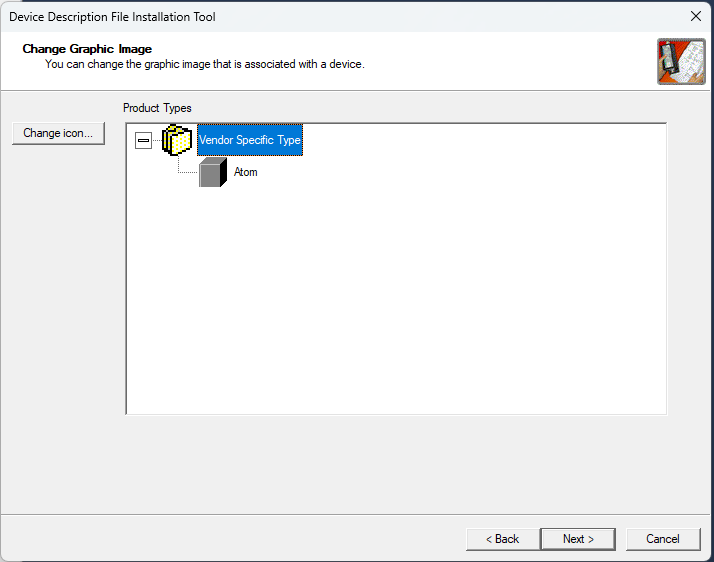 Device Description File Installation Tool
Change Graphic Image
You can change the graphic image that is associated with a device.
Product Types
Change icon...
Vendor Specific Type
Atom
< Back
Next >
Cancel